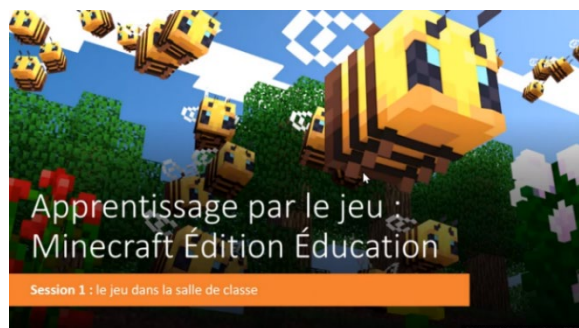 Apprentissage par le jeu :
Minecraft Édition Éducation
Session 1 : le jeu dans la salle de classe